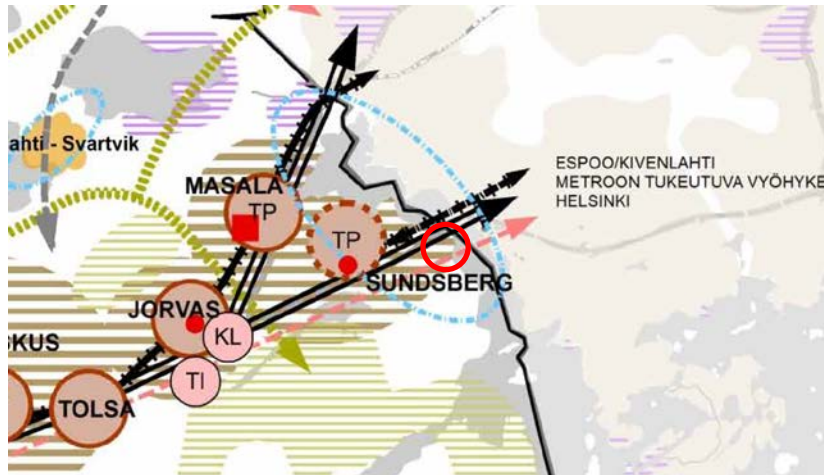 ahti - Svartvik
ESPOO/KIVENLAHTI
METROON TUKEUTUVA VYÖHYKE
HELSINKI
MASALA
TP
TP
SUNDSBERG
JORVAS
KL
SKUS
TI
TOLSA